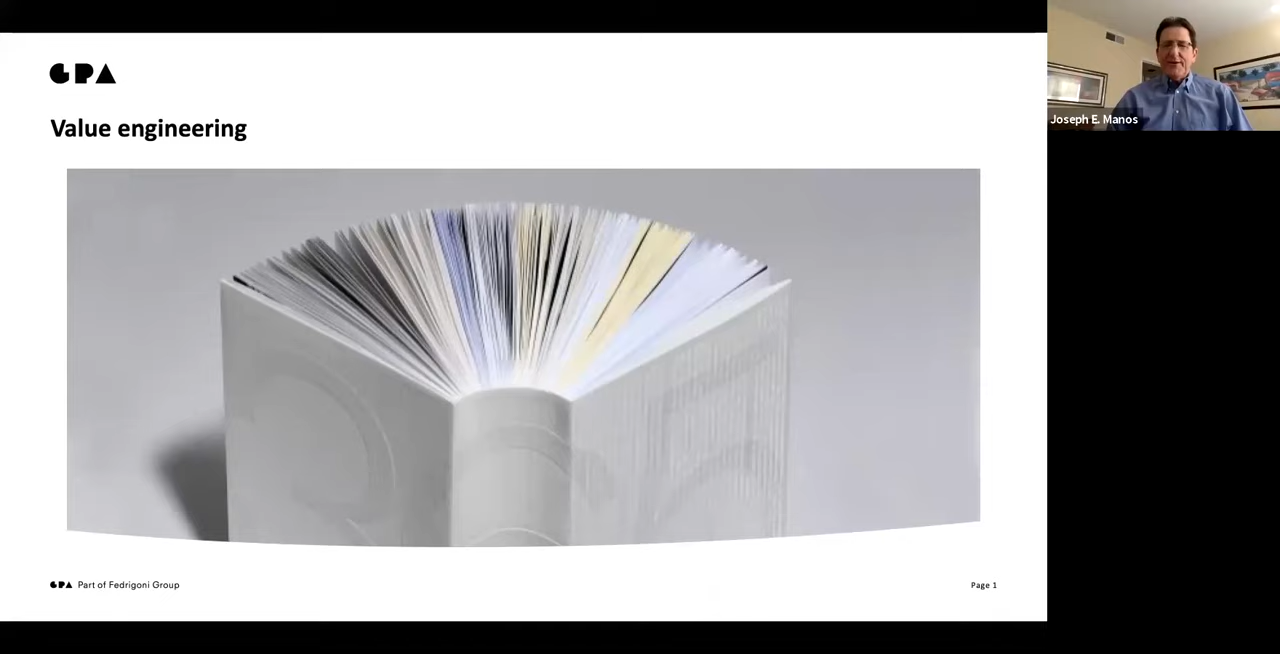 GPA
Value engineering
GPA Part of Fedrigoni Group
Page 1
Joseph E. Manos